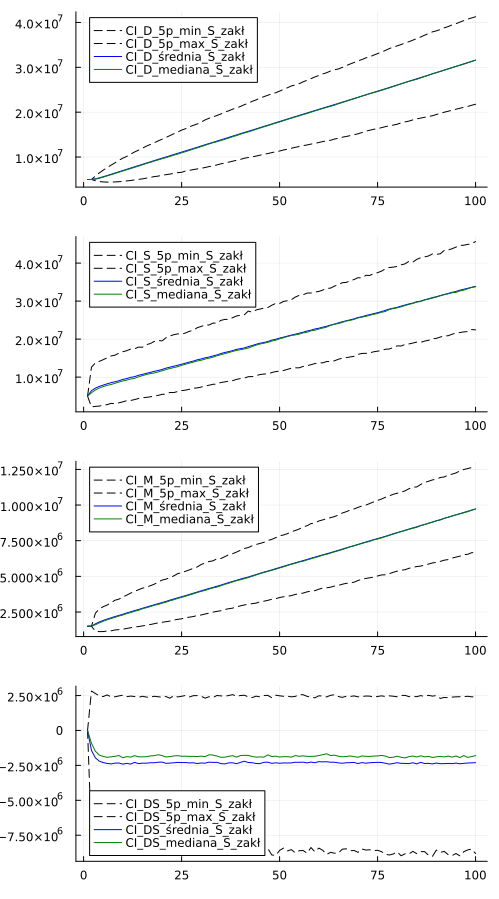 4.0×10⁷
3.0×10⁷
2.0×10⁷
1.0×10⁷
CI_D_5p_min_S_zakł
CI_D_5p_max_S_zakł
CI_D_średnia_S_zakł
CI_D_mediana_S_zakł
0 25 50 75 100
4.0×10⁷
3.0×10⁷
2.0×10⁷
1.0×10⁷
CI_S_5p_min_S_zakł
CI_S_5p_max_S_zakł
CI_S_średnia_S_zakł
CI_S_mediana_S_zakł
0 25 50 75 100
1.250×10⁷
1.000×10⁷
7.500×10⁶
5.000×10⁶
2.500×10⁶
CI_M_5p_min_S_zakł
CI_M_5p_max_S_zakł
CI_M_średnia_S_zakł
CI_M_mediana_S_zakł
0 25 50 75 100
2.50×10⁶
0
−2.50×10⁶
−5.00×10⁶
−7.50×10⁶
CI_DS_5p_min_S_zakł
CI_DS_5p_max_S_zakł
CI_DS_średnia_S_zakł
CI_DS_mediana_S_zakł
0 25 50 75 100